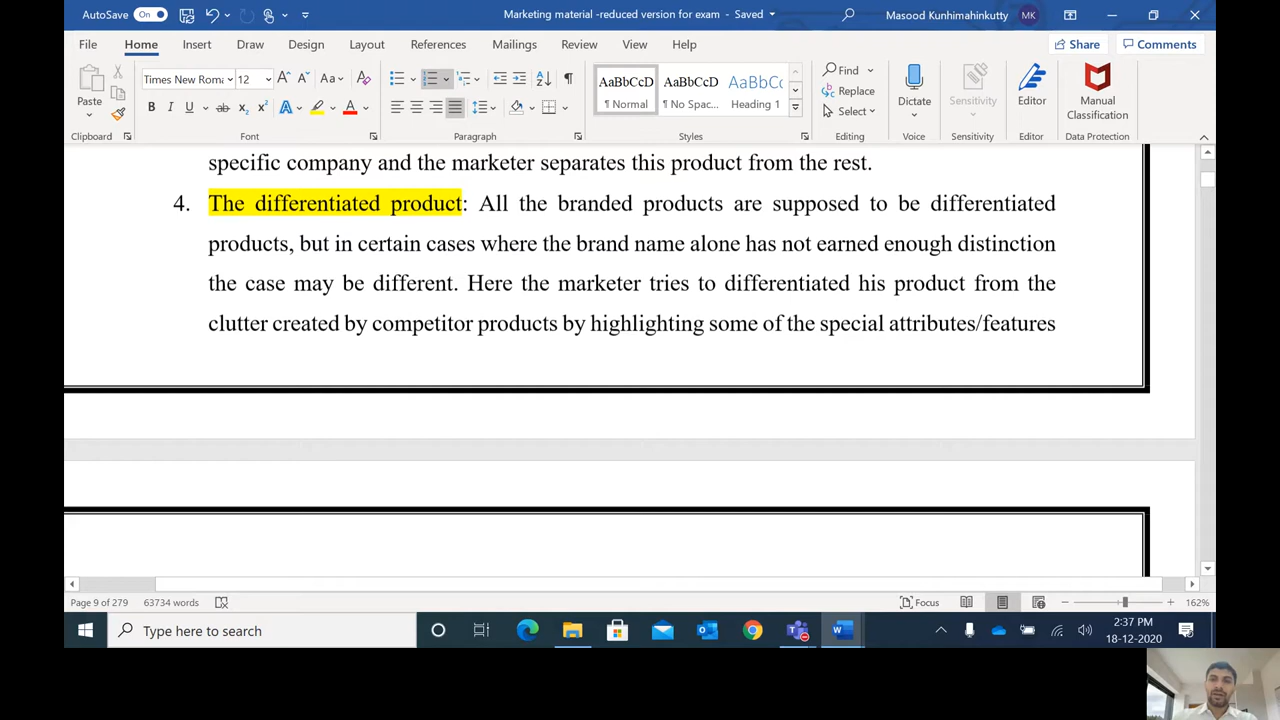 AutoSave On
Marketing material -reduced version for exam - Saved
Masood Kunhimahinkutty MK
File Home Insert Draw Design Layout References Mailings Review View Help Share Comments
Times New Roma 12 Aa AaBbCcD AaBbCcD AaBbCc Find
Paste Replace Dictate Sensitivity Editor Manual Classification
B I U ab x₂ x² A A ¶ Normal ¶ No Spac... Heading 1 Select
Clipboard Font Paragraph Styles Editing Voice Sensitivity Editor Data Protection
specific company and the marketer separates this product from the rest.
4. The differentiated product: All the branded products are supposed to be differentiated
products, but in certain cases where the brand name alone has not earned enough distinction
the case may be different. Here the marketer tries to differentiated his product from the
clutter created by competitor products by highlighting some of the special attributes/features
Page 9 of 279 63734 words Focus 162%
Type here to search
2:37 PM
18-12-2020